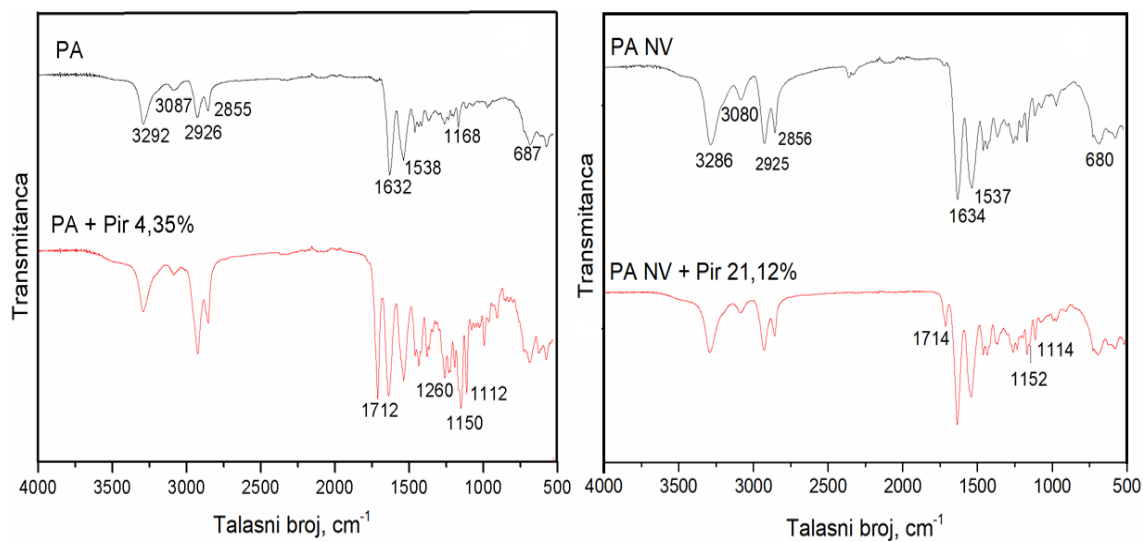 PA
3292
3087
2926
2855
1632
1538
1168
687
PA + Pir 4,35%
1712
1260
1150
1112
Transmitanca
4000 3500 3000 2500 2000 1500 1000 500
Talasni broj, cm⁻¹
PA NV
3286
3080
2925
2856
1634
1537
680
PA NV + Pir 21,12%
1714
1152
1114
Transmitanca
4000 3500 3000 2500 2000 1500 1000 500
Talasni broj, cm⁻¹